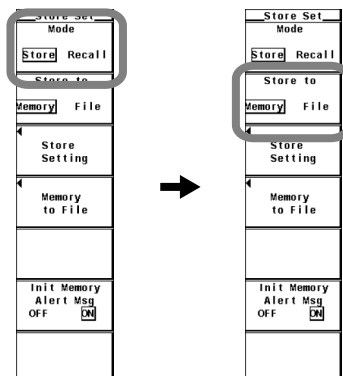 Store Set
Mode
Store Recall
Store to
Memory File
Store
Setting
Memory
to File
Init Memory
Alert Msg
OFF ON
Store Set
Mode
Store Recall
Store to
Memory File
Store
Setting
Memory
to File
Init Memory
Alert Msg
OFF ON